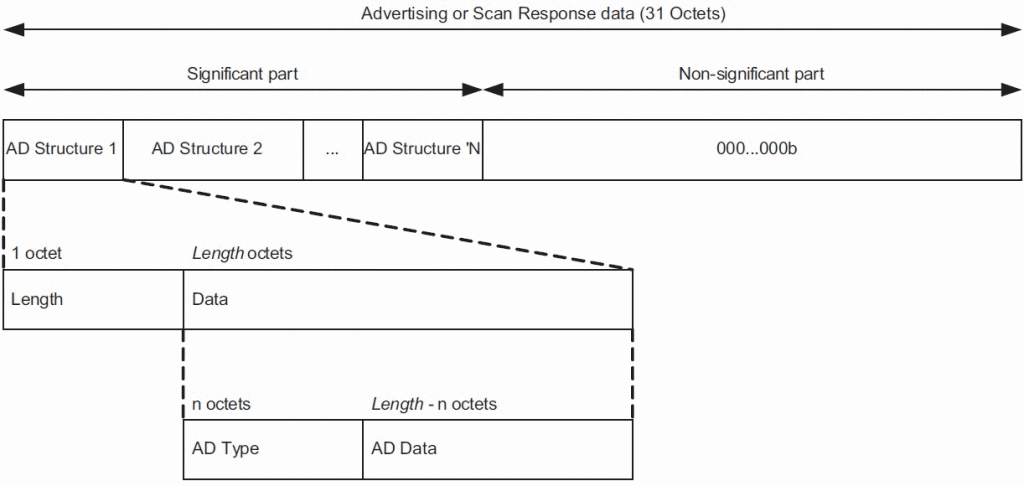 Advertising or Scan Response data (31 Octets)
Significant part
Non-significant part
AD Structure 1
AD Structure 2
...
AD Structure 'N
000...000b
1 octet
Length octets
Length
Data
n octets
Length - n octets
AD Type
AD Data